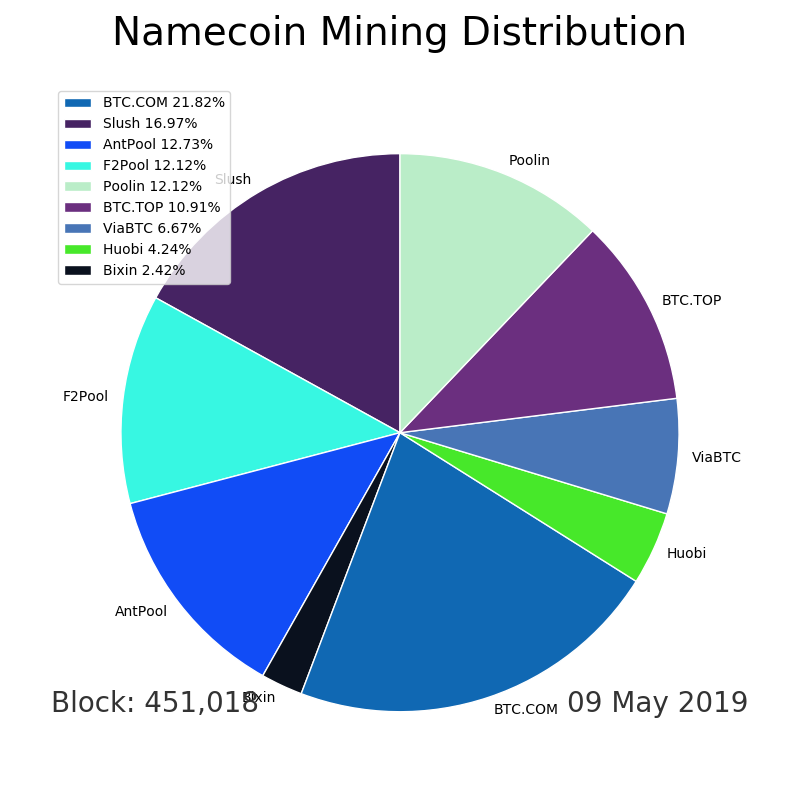 Namecoin Mining Distribution
BTC.COM 21.82%
Slush 16.97%
AntPool 12.73%
F2Pool 12.12%
Poolin 12.12%
BTC.TOP 10.91%
ViaBTC 6.67%
Huobi 4.24%
Bixin 2.42%
Slush
Poolin
BTC.TOP
F2Pool
ViaBTC
Huobi
AntPool
Bixin
BTC.COM
Block: 451,018
09 May 2019